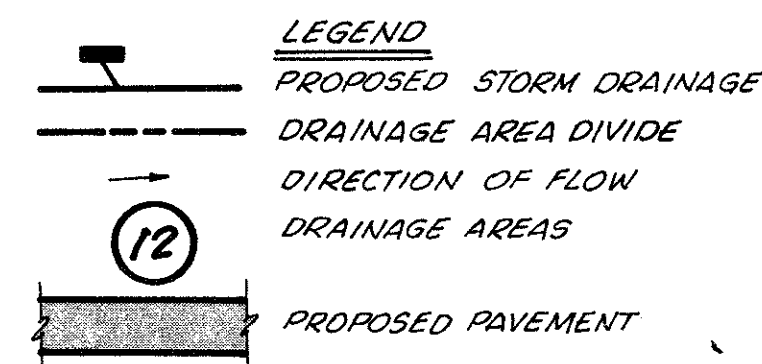 LEGEND
PROPOSED STORM DRAINAGE
DRAINAGE AREA DIVIDE
DIRECTION OF FLOW
12 DRAINAGE AREAS
PROPOSED PAVEMENT